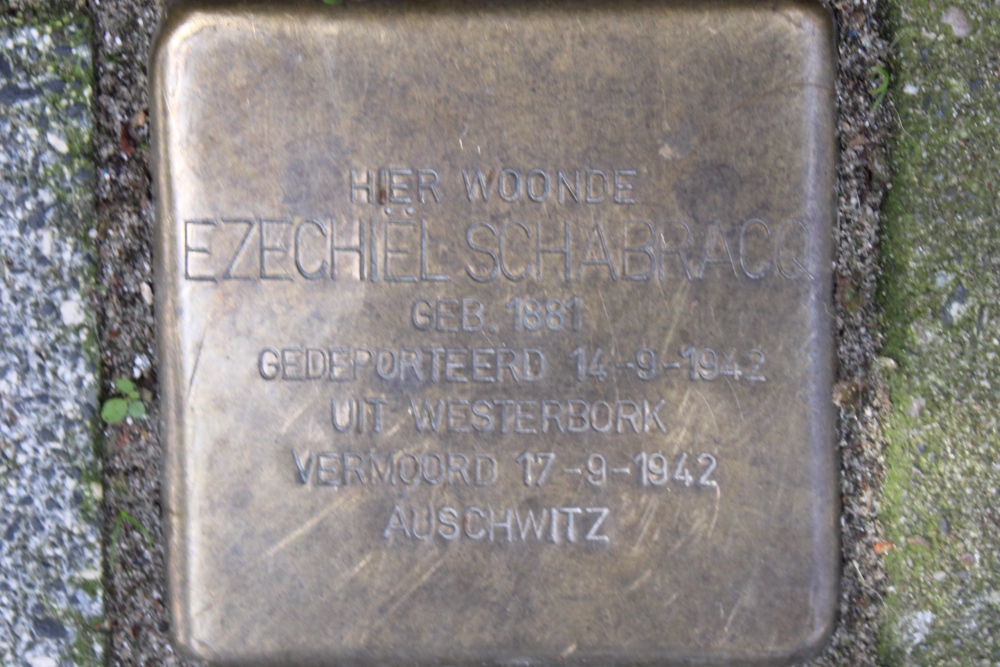 HIER WOONDE
EZECHIËL SCHABRACQ
GEB. 1881
GEDEPORTEERD 14-9-1942
UIT WESTERBORK
VERMOORD 17-9-1942
AUSCHWITZ